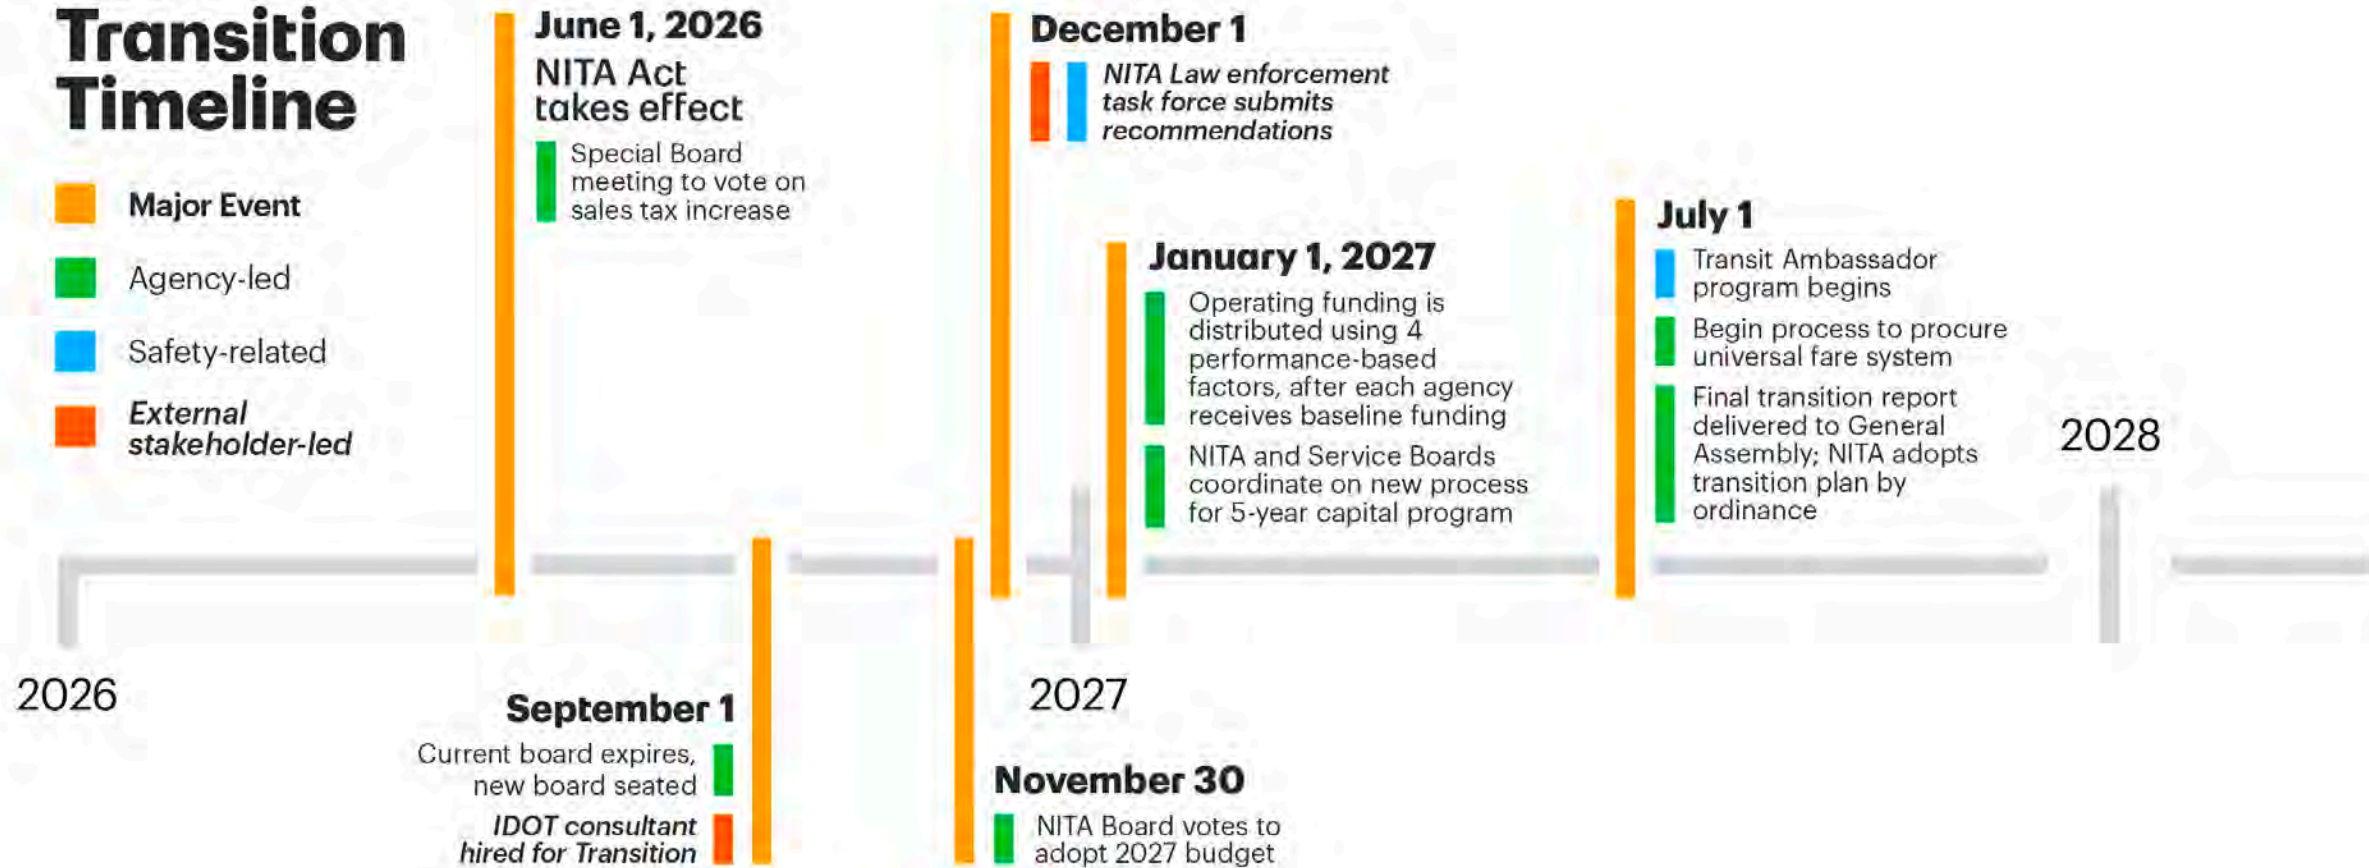 Transition
Timeline
Major Event
Agency-led
Safety-related
External
stakeholder-led
June 1, 2026
NITA Act
takes effect
Special Board
meeting to vote on
sales tax increase
December 1
NITA Law enforcement
task force submits
recommendations
January 1, 2027
Operating funding is
distributed using 4
performance-based
factors, after each agency
receives baseline funding
NITA and Service Boards
coordinate on new process
for 5-year capital program
July 1
Transit Ambassador
program begins
Begin process to procure
universal fare system
Final transition report
delivered to General
Assembly; NITA adopts
transition plan by
ordinance
2028
2026
September 1
Current board expires,
new board seated
IDOT consultant
hired for Transition
2027
November 30
NITA Board votes to
adopt 2027 budget